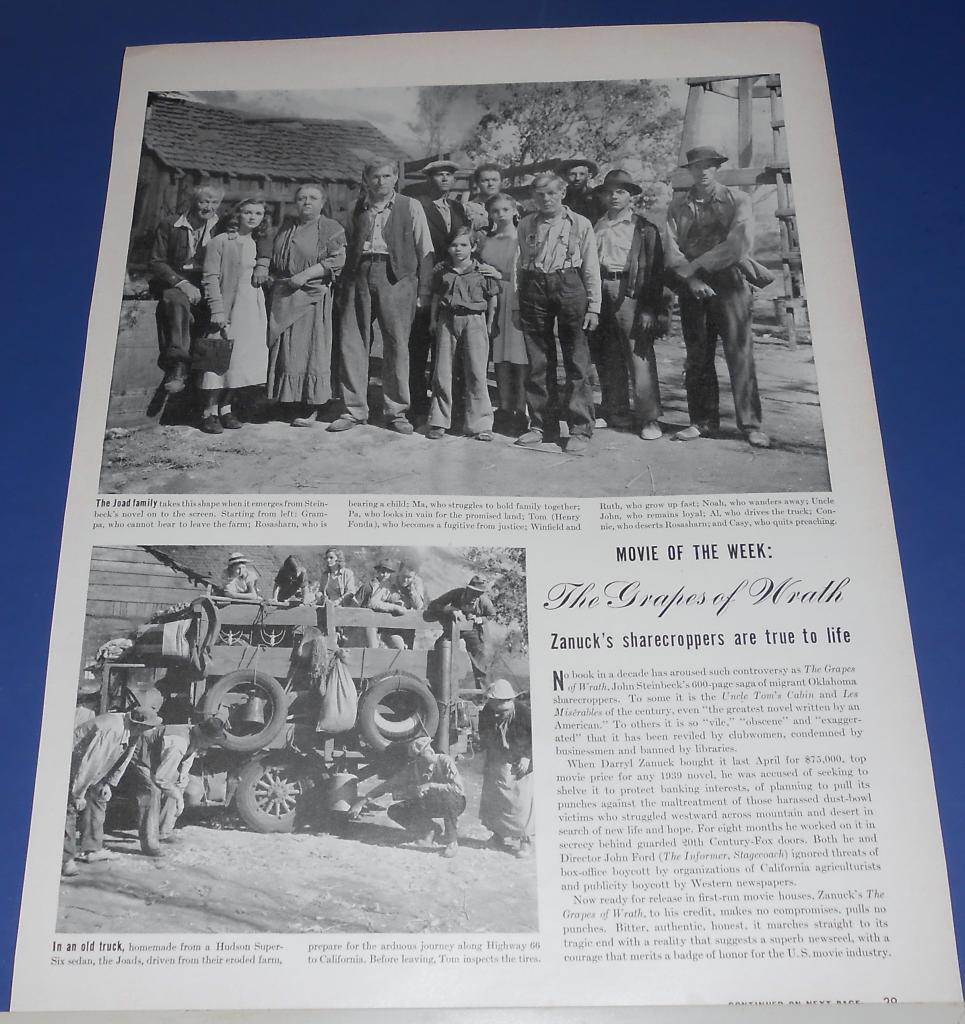 The Joad family takes this shape when it emerges from Stein-
beck's novel on to the screen. Starting from left: Gram-
pa, who cannot bear to leave the farm; Rosasharn, who is
bearing a child; Ma, who struggles to hold family together;
Pa, who looks in vain for the promised land; Tom (Henry
Fonda), who becomes a fugitive from justice; Winfield and
Ruth, who grow up fast; Noah, who wanders away; Uncle
John, who remains loyal; Al, who drives the truck; Con-
nie, who deserts Rosasharn; and Casy, who quits preaching.
In an old truck, homemade from a Hudson Super-
Six sedan, the Joads, driven from their eroded farm,
prepare for the arduous journey along Highway 66
to California. Before leaving, Tom inspects the tires.
MOVIE OF THE WEEK:
The Grapes of Wrath
Zanuck's sharecroppers are true to life
No book in a decade has aroused such controversy as The Grapes
of Wrath, John Steinbeck's 600-page saga of migrant Oklahoma
sharecroppers. To some it is the Uncle Tom's Cabin and Les
Misérables of the century, even "the greatest novel written by an
American." To others it is so "vile," "obscene" and "exagger-
ated" that it has been reviled by clubwomen, condemned by
businessmen and banned by libraries.
When Darryl Zanuck bought it last April for $75,000, top
movie price for any 1939 novel, he was accused of seeking to
shelve it to protect banking interests, of planning to pull its
punches against the maltreatment of those harassed dust-bowl
victims who struggled westward across mountain and desert in
search of new life and hope. For eight months he worked on it in
secrecy behind guarded 20th Century-Fox doors. Both he and
Director John Ford (The Informer, Stagecoach) ignored threats of
box-office boycott by organizations of California agriculturists
and publicity boycott by Western newspapers.
Now ready for release in first-run movie houses, Zanuck's The
Grapes of Wrath, to his credit, makes no compromises, pulls no
punches. Bitter, authentic, honest, it marches straight to its
tragic end with a reality that suggests a superb newsreel, with a
courage that merits a badge of honor for the U. S. movie industry.
CONTINUED ON NEXT PAGE